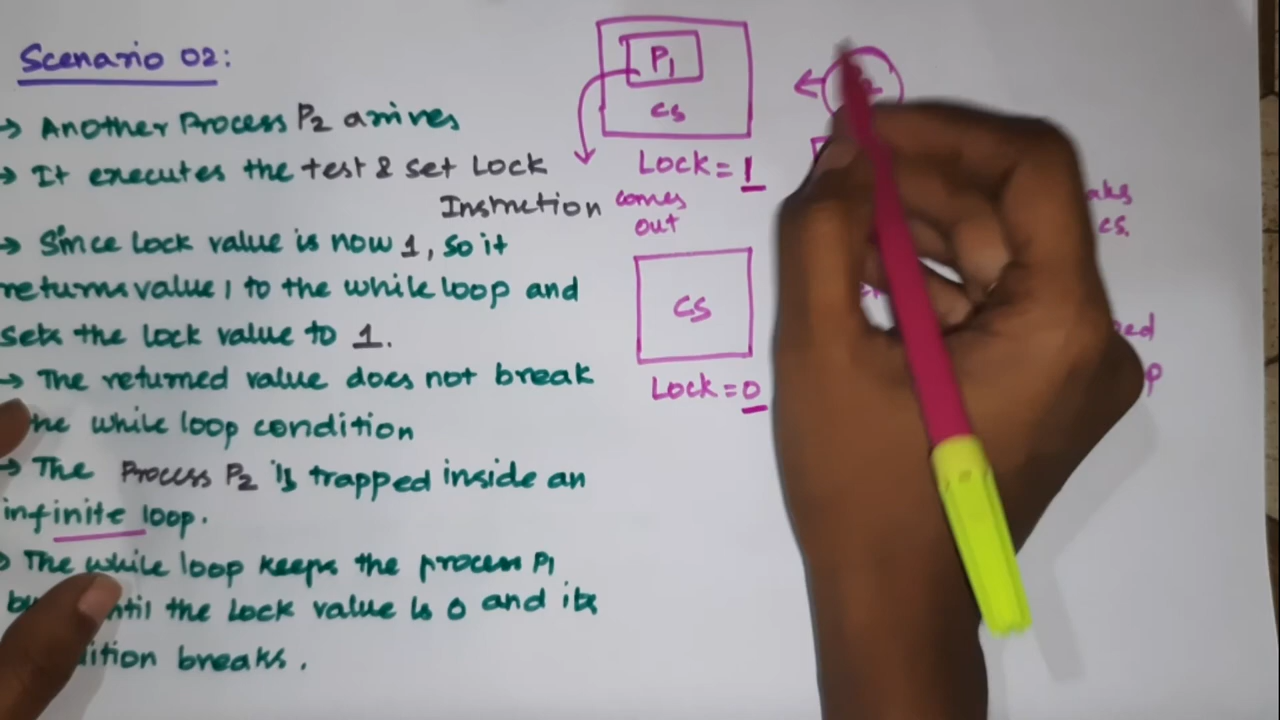 Scenario 02:
→ Another Process P2 arrives
→ It executes the test & set Lock
Instruction
→ Since lock value is now 1, so it
returns value 1 to the while loop and
sets the lock value to 1.
→ The returned value does not break
he while loop condition
→ The Process P2 is trapped inside an
infinite loop.
The while loop keeps the process P1
until the lock value is 0 and its
dition breaks.
P1
CS
Lock = 1
comes
out
CS
Lock = 0
cs.